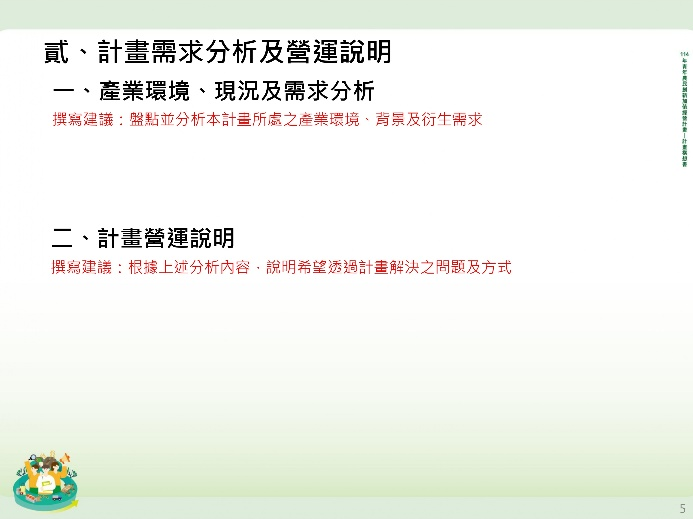 貳、計畫需求分析及營運說明
一、產業環境、現況及需求分析
撰寫建議：盤點並分析本計畫所處之產業環境、背景及衍生需求
二、計畫營運說明
撰寫建議：根據上述分析內容，說明希望透過計畫解決之問題及方式
5